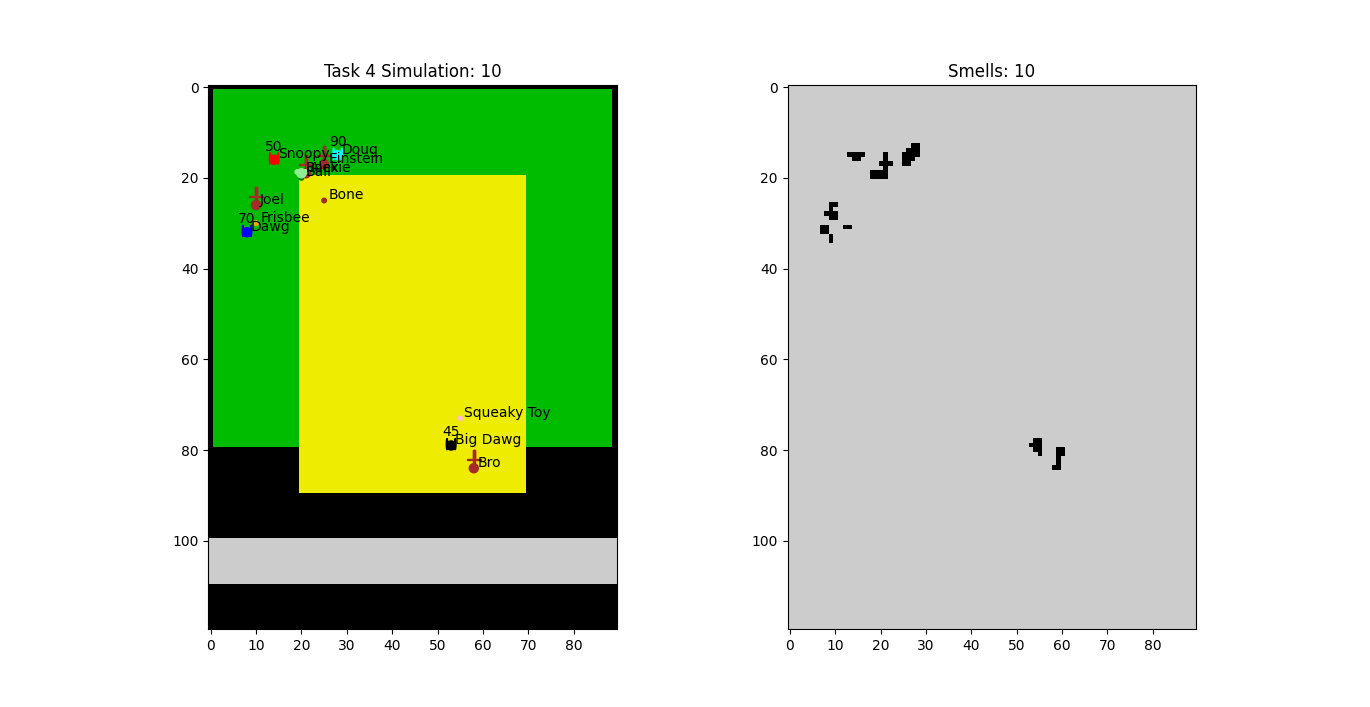 Task 4 Simulation: 10
0
20
40
60
80
100
0 10 20 30 40 50 60 70 80
50
Snoopy
90
Doug
Einstein
Ball
Joel
Bone
Frisbee
70
Dawg
Squeaky Toy
45
Big Dawg
Bro
Smells: 10
0
20
40
60
80
100
0 10 20 30 40 50 60 70 80